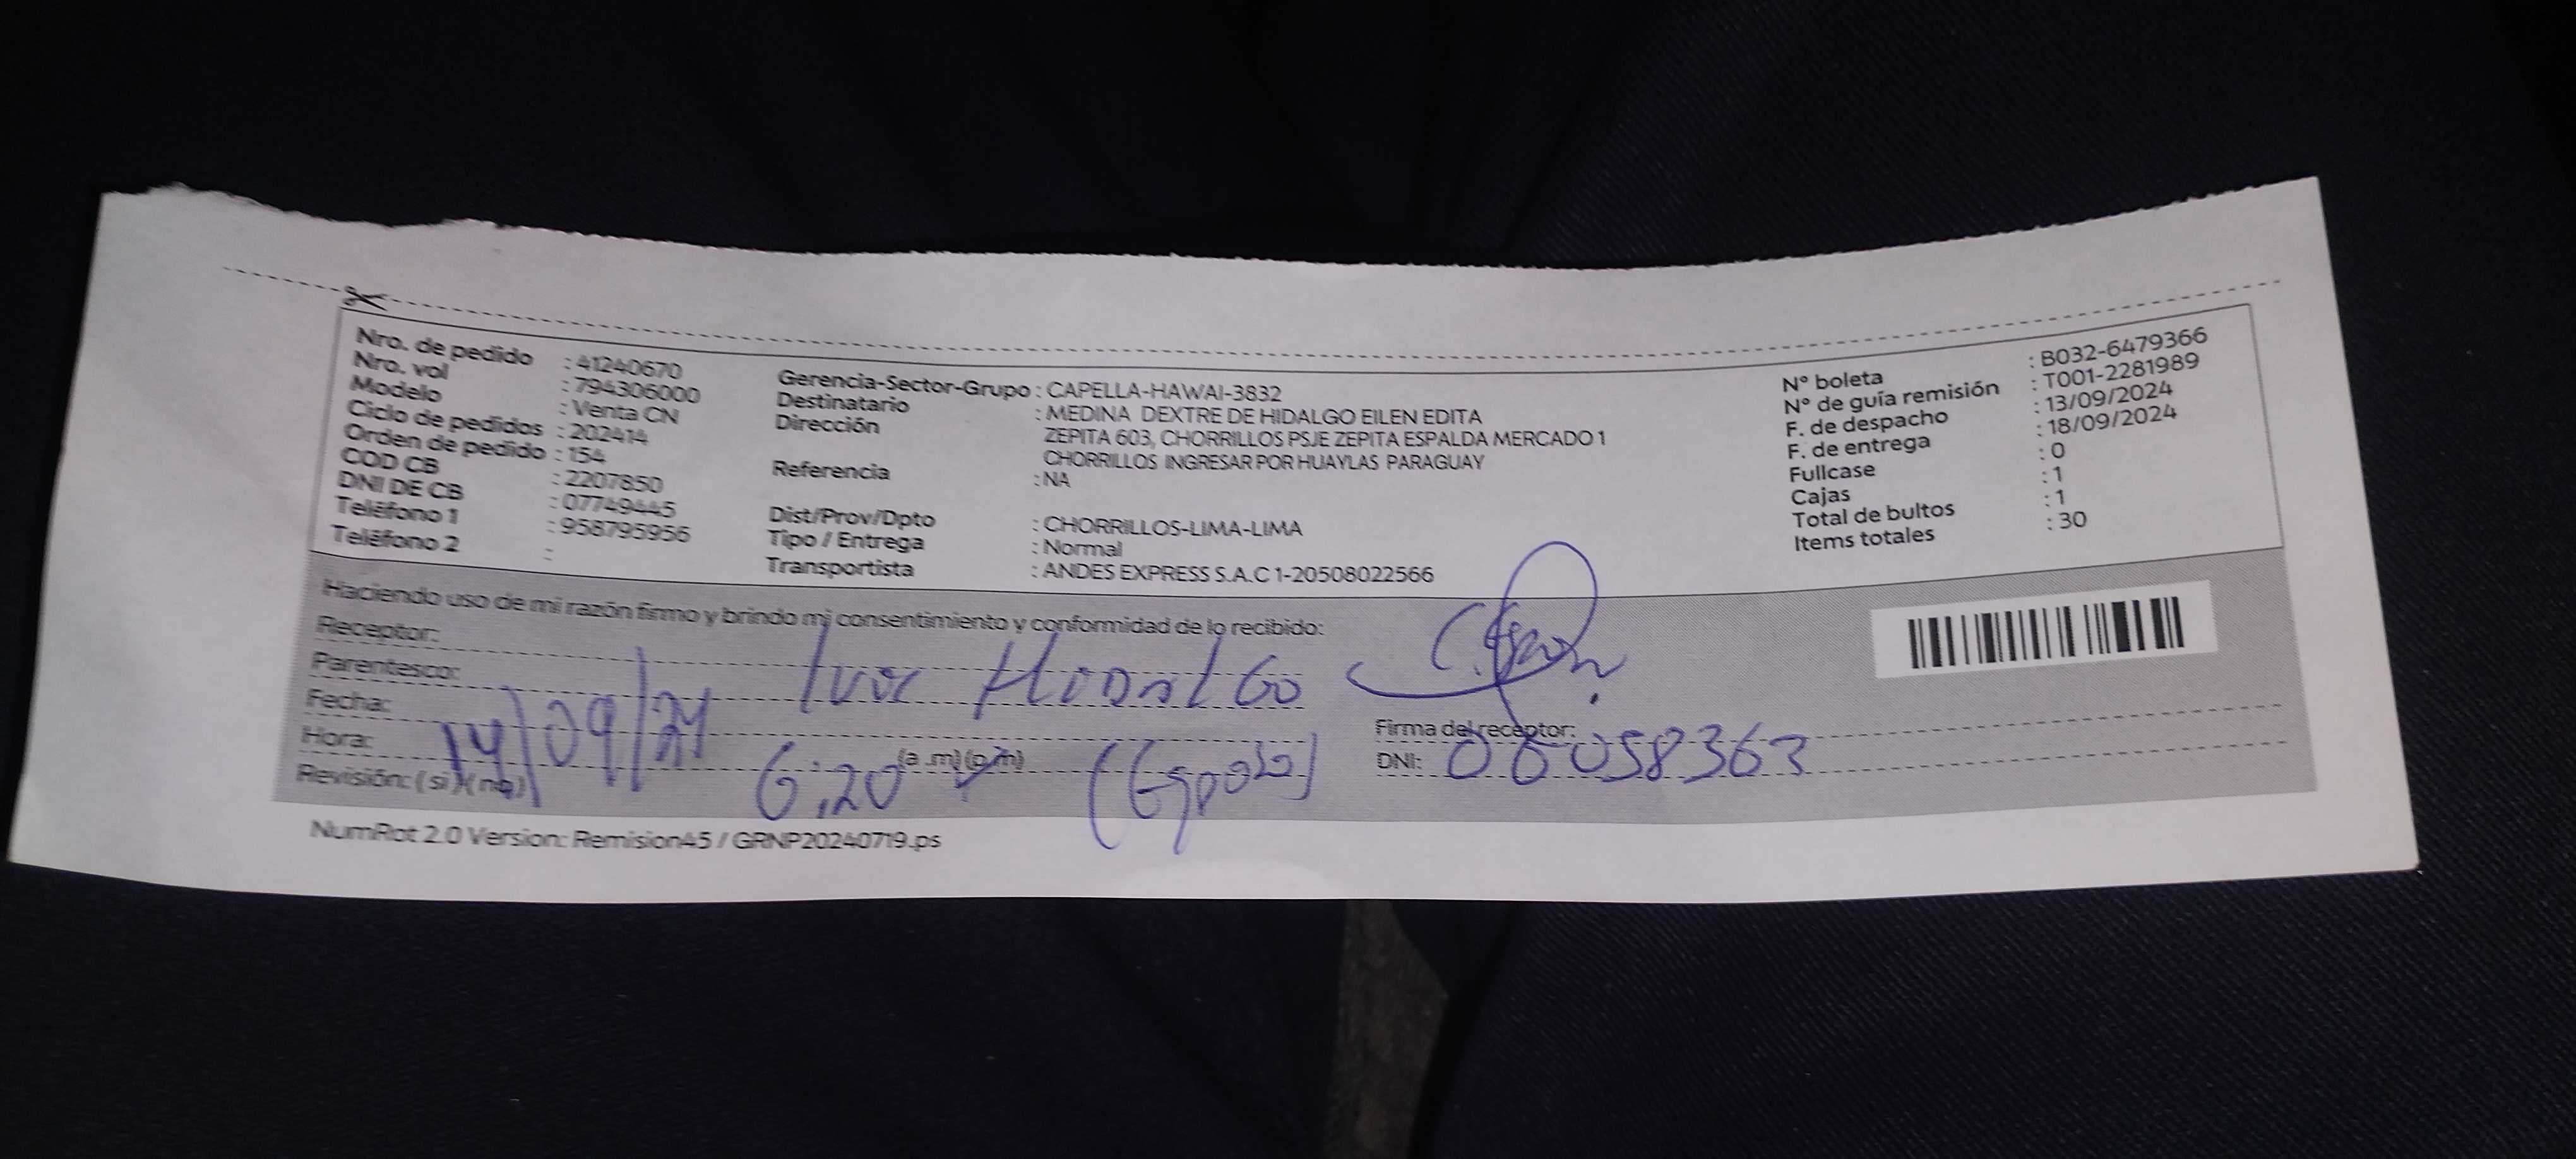 Nro. de pedido : 41240670
Nro. vol : 794306000
Modelo : Venta CN
Ciclo de pedidos : 202414
Orden de pedido : 154
COD CB : 2207850
DNI DE CB : 07749445
Teléfono 1 : 958795956
Teléfono 2 :
Gerencia-Sector-Grupo : CAPELLA-HAWAI-3832
Destinatario : MEDINA DEXTRE DE HIDALGO EILEN EDITA
Dirección ZEPITA 603, CHORRILLOS PSJE ZEPITA ESPALDA MERCADO 1
CHORRILLOS INGRESAR POR HUAYLAS PARAGUAY
Referencia : NA
Dist/Prov/Dpto : CHORRILLOS-LIMA-LIMA
Tipo / Entrega : Normal
Transportista : ANDES EXPRESS S.A.C 1-20508022566
N° boleta : B032-6479366
N° de guía remisión : T001-2281989
F. de despacho : 13/09/2024
F. de entrega : 18/09/2024
Fullcase : 0
Cajas : 1
Total de bultos : 1
Items totales : 30
Haciendo uso de mi razón firmo y brindo mi consentimiento y conformidad de lo recibido:
Receptor:
Parentesco: HIDALGO
Fecha: 14/09/24
Hora: 6:20 (a.m) (p.m) (Esposo)
Revisión: ( si ) ( no )
Firma del receptor:
DNI: 06058363
NumRot 2.0 Version: Remision45 / GRNP20240719.ps